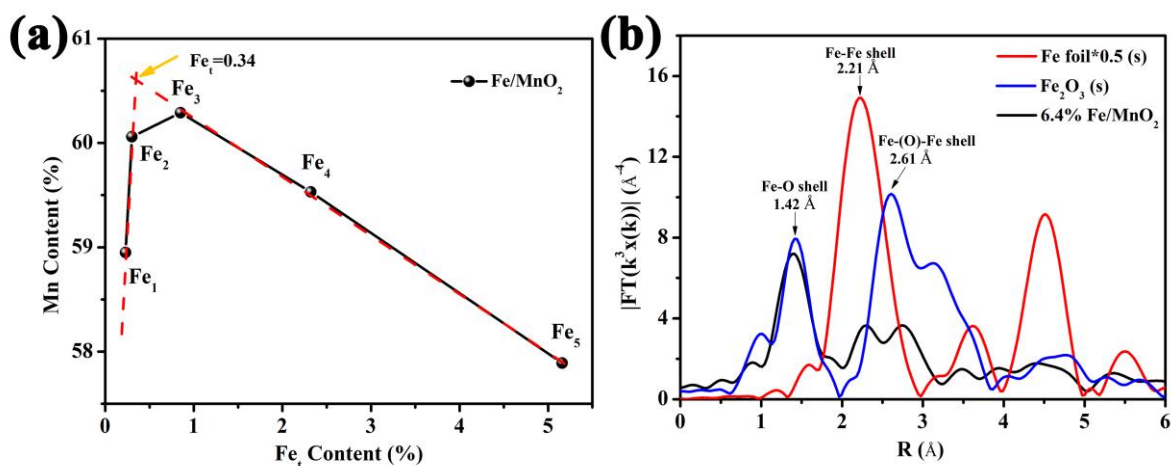 (a)
61
60
59
58
Mn Content (%)
Fe_t=0.34
Fe/MnO₂
Fe₃
Fe₂
Fe₄
Fe₁
Fe₅
0 1 2 3 4 5
Fe_t Content (%)
(b)
16
12
8
4
0
|FT(k³x(k))| (Å⁻⁴)
Fe-Fe shell
2.21 Å
Fe foil*0.5 (s)
Fe₂O₃ (s)
6.4% Fe/MnO₂
Fe-(O)-Fe shell
2.61 Å
Fe-O shell
1.42 Å
0 1 2 3 4 5 6
R (Å)